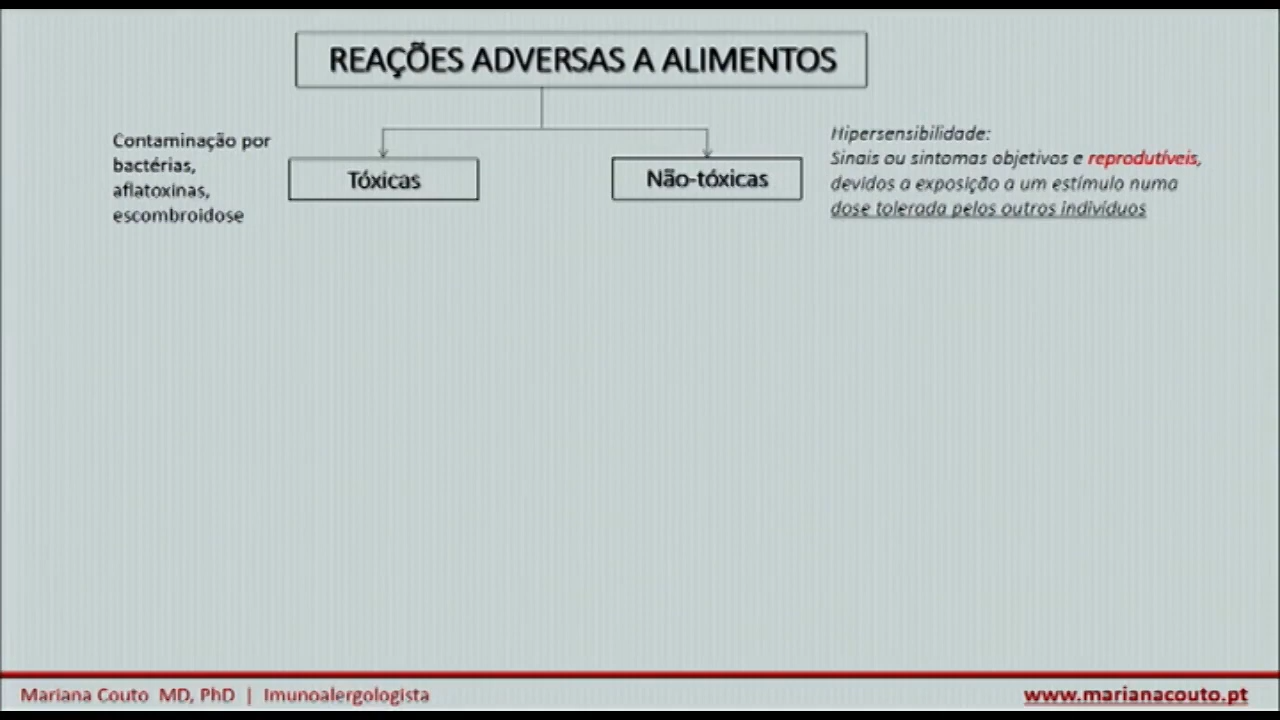 REAÇÕES ADVERSAS A ALIMENTOS
Contaminação por
bactérias,
aflatoxinas,
escombroidose
Tóxicas
Não-tóxicas
Hipersensibilidade:
Sinais ou sintomas objetivos e reprodutíveis,
devidos a exposição a um estímulo numa
dose tolerada pelos outros indivíduos
Mariana Couto MD, PhD | Imunoalergologista
www.marianacouto.pt